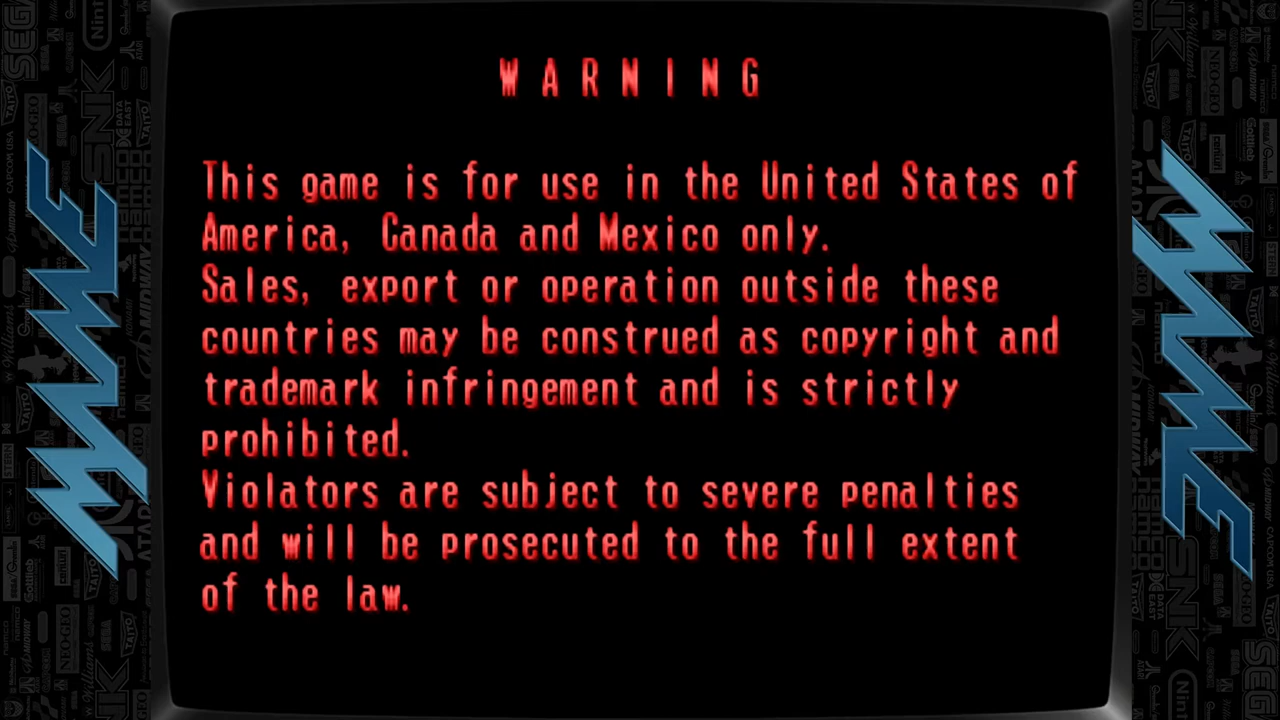 W A R N I N G
This game is for use in the United States of
America, Canada and Mexico only.
Sales, export or operation outside these
countries may be construed as copyright and
trademark infringement and is strictly
prohibited.
Violators are subject to severe penalties
and will be prosecuted to the full extent
of the law.
MAME
MAME